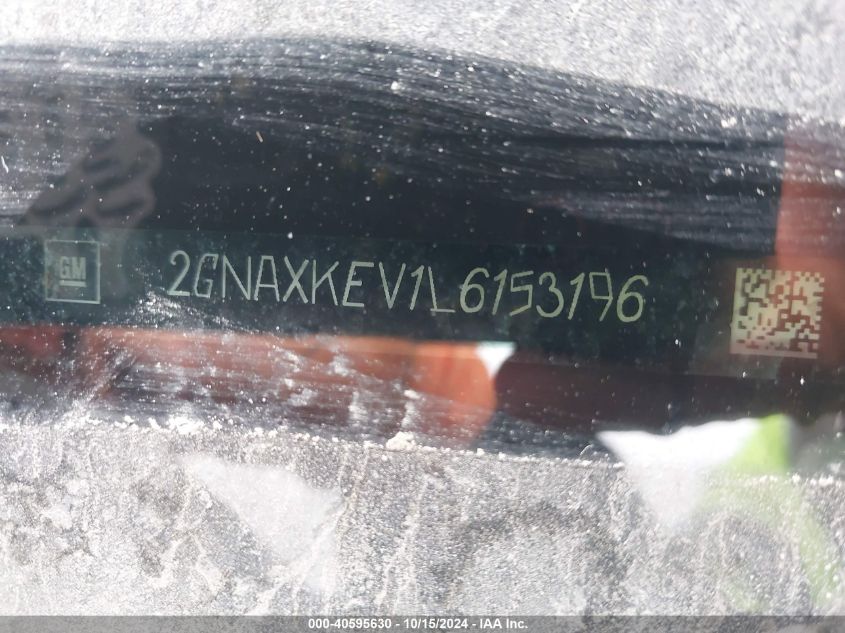 GM
2GNAXKEV1L6153196
000-40595630 - 10/15/2024 - IAA Inc.